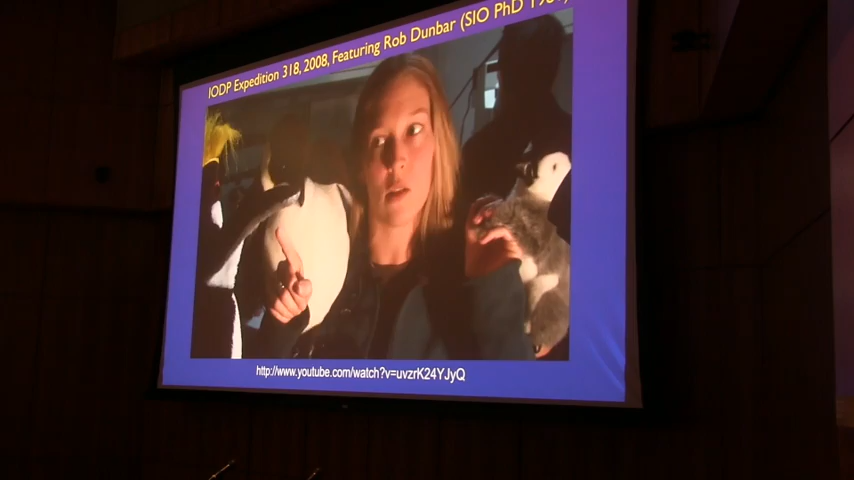 IODP Expedition 318, 2008, Featuring Rob Dunbar (SIO PhD
http://www.youtube.com/watch?v=uvzrK24YJyQ